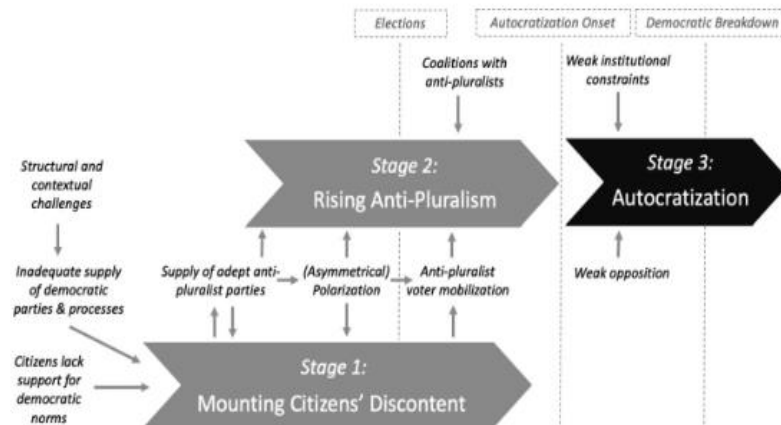 Elections
Autocratization Onset
Democratic Breakdown
Coalitions with
anti-pluralists
Weak institutional
constraints
Structural and
contextual
challenges
Stage 2:
Rising Anti-Pluralism
Stage 3:
Autocratization
Inadequate supply
of democratic
parties & processes
Supply of adept anti-
pluralist parties
(Asymmetrical)
Polarization
Anti-pluralist
voter mobilization
Weak opposition
Citizens lack
support for
democratic
norms
Stage 1:
Mounting Citizens' Discontent